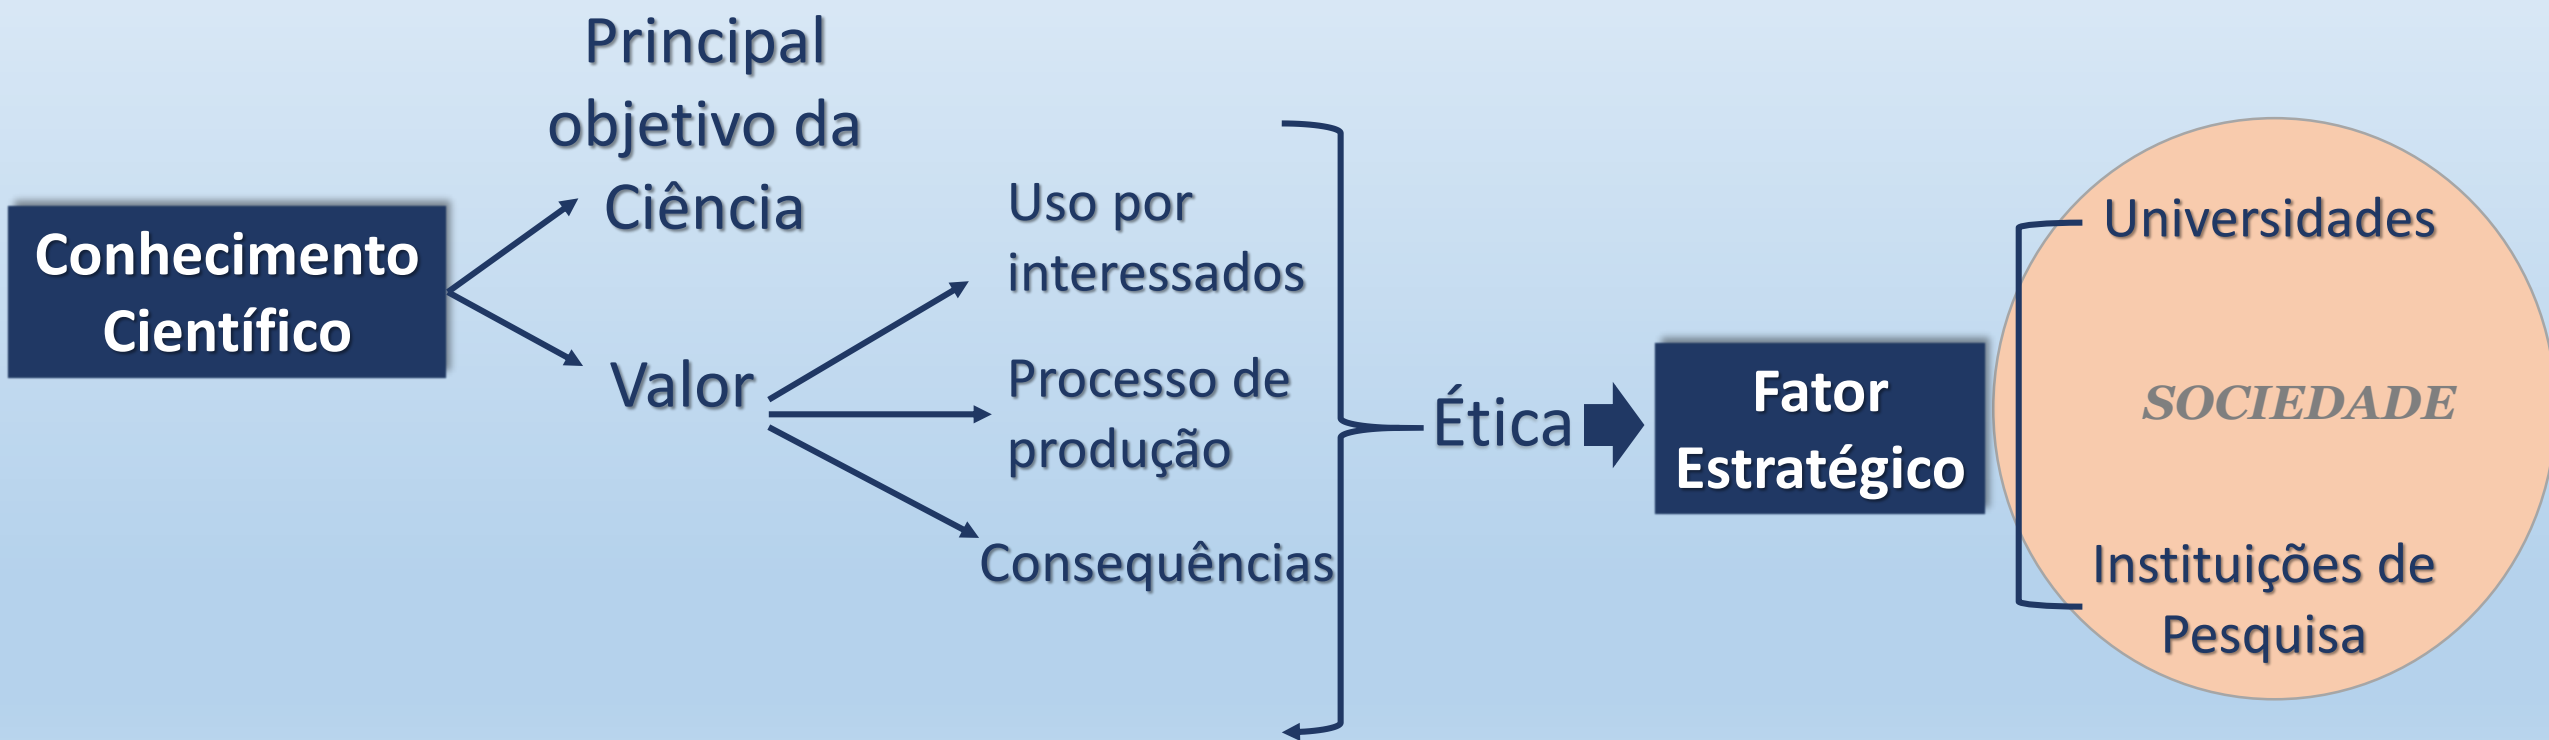 Principal
objetivo da
Ciência
Conhecimento
Científico
Valor
Uso por
interessados
Processo de
produção
Consequências
Ética
Fator
Estratégico
Universidades
SOCIEDADE
Instituições de
Pesquisa